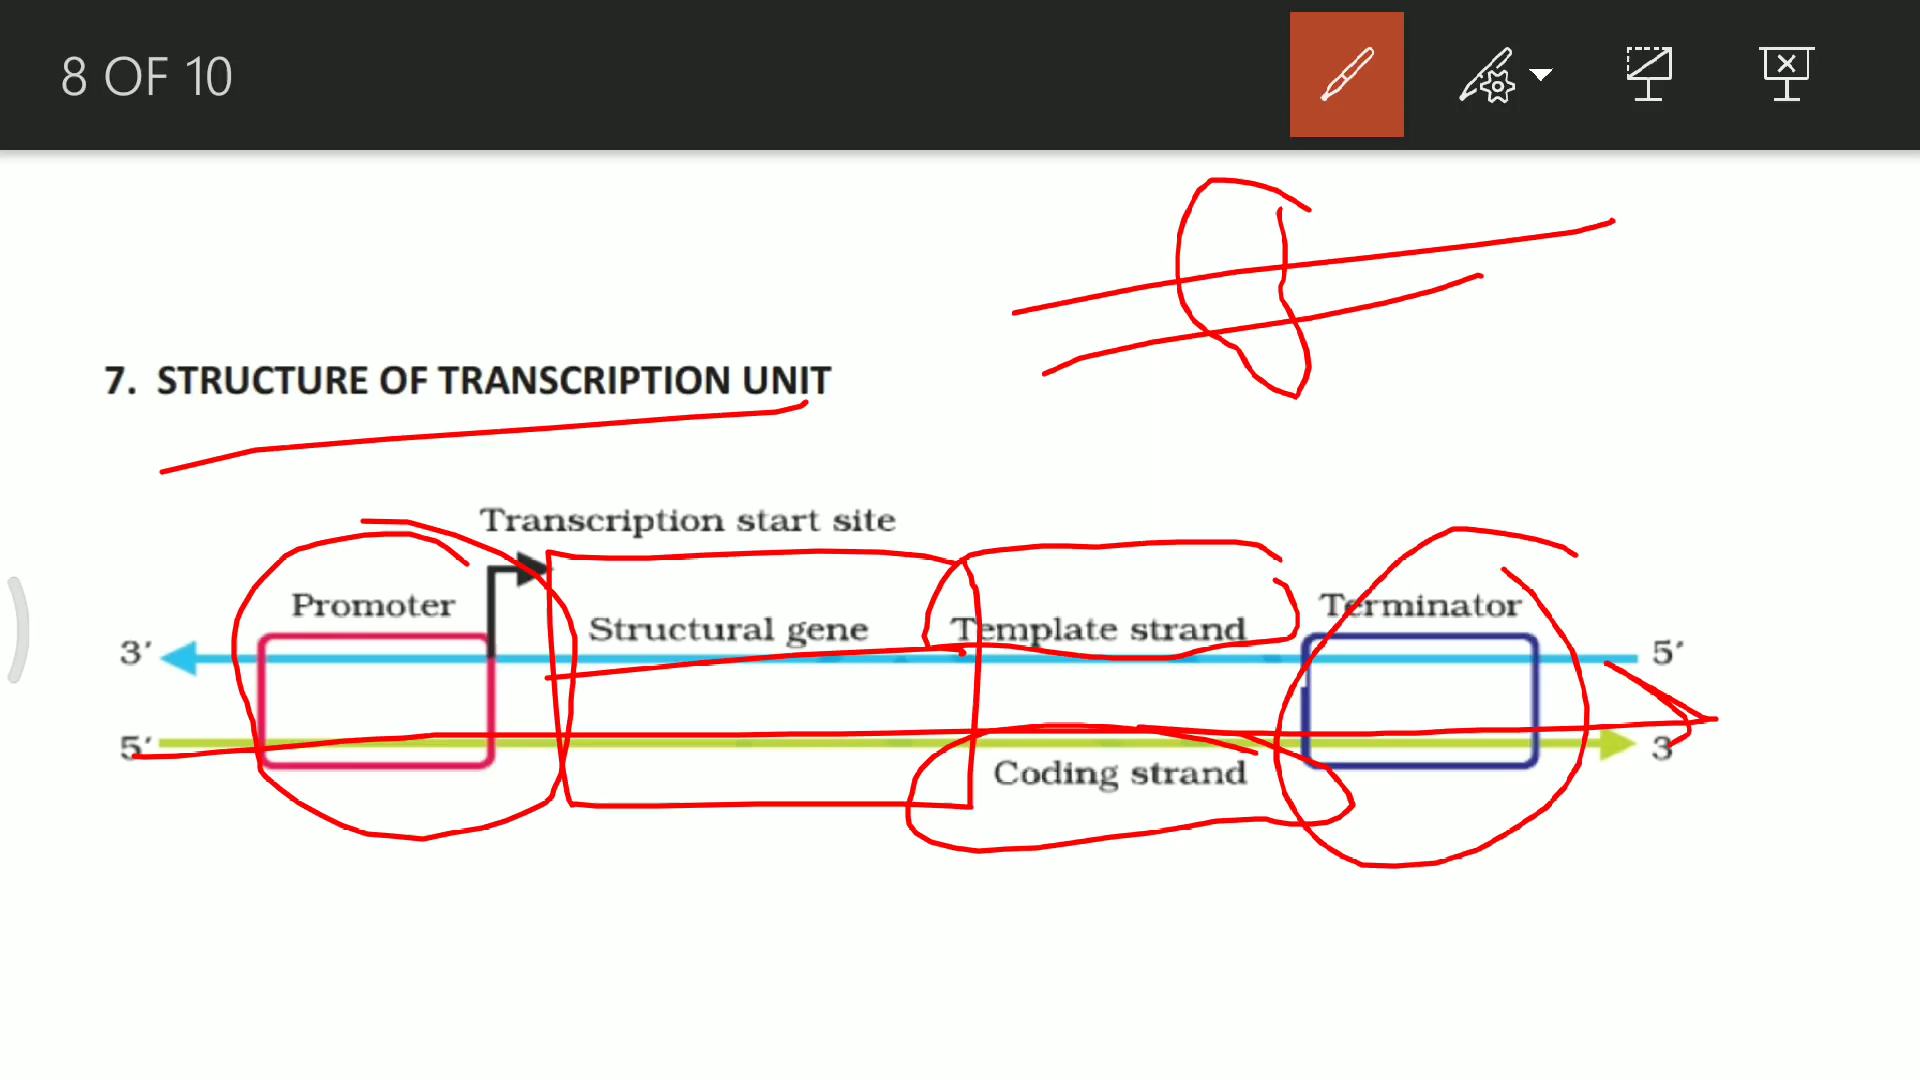 8 OF 10
7. STRUCTURE OF TRANSCRIPTION UNIT
Transcription start site
Promoter
Structural gene
Template strand
Terminator
3′
5′
5′
3
Coding strand